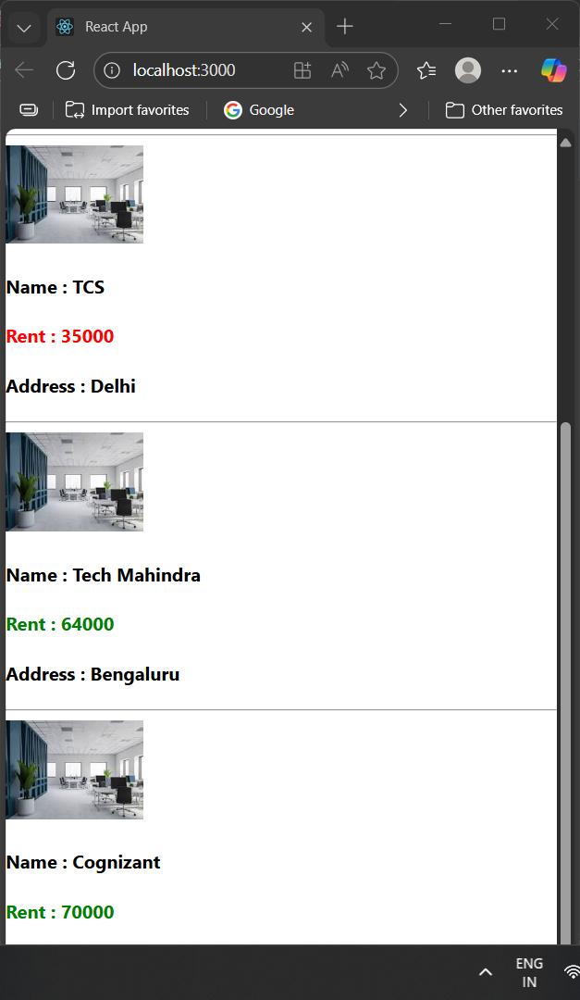 React App
localhost:3000
Import favorites
Google
Other favorites
Name : TCS
Rent : 35000
Address : Delhi
Name : Tech Mahindra
Rent : 64000
Address : Bengaluru
Name : Cognizant
Rent : 70000
ENG
IN